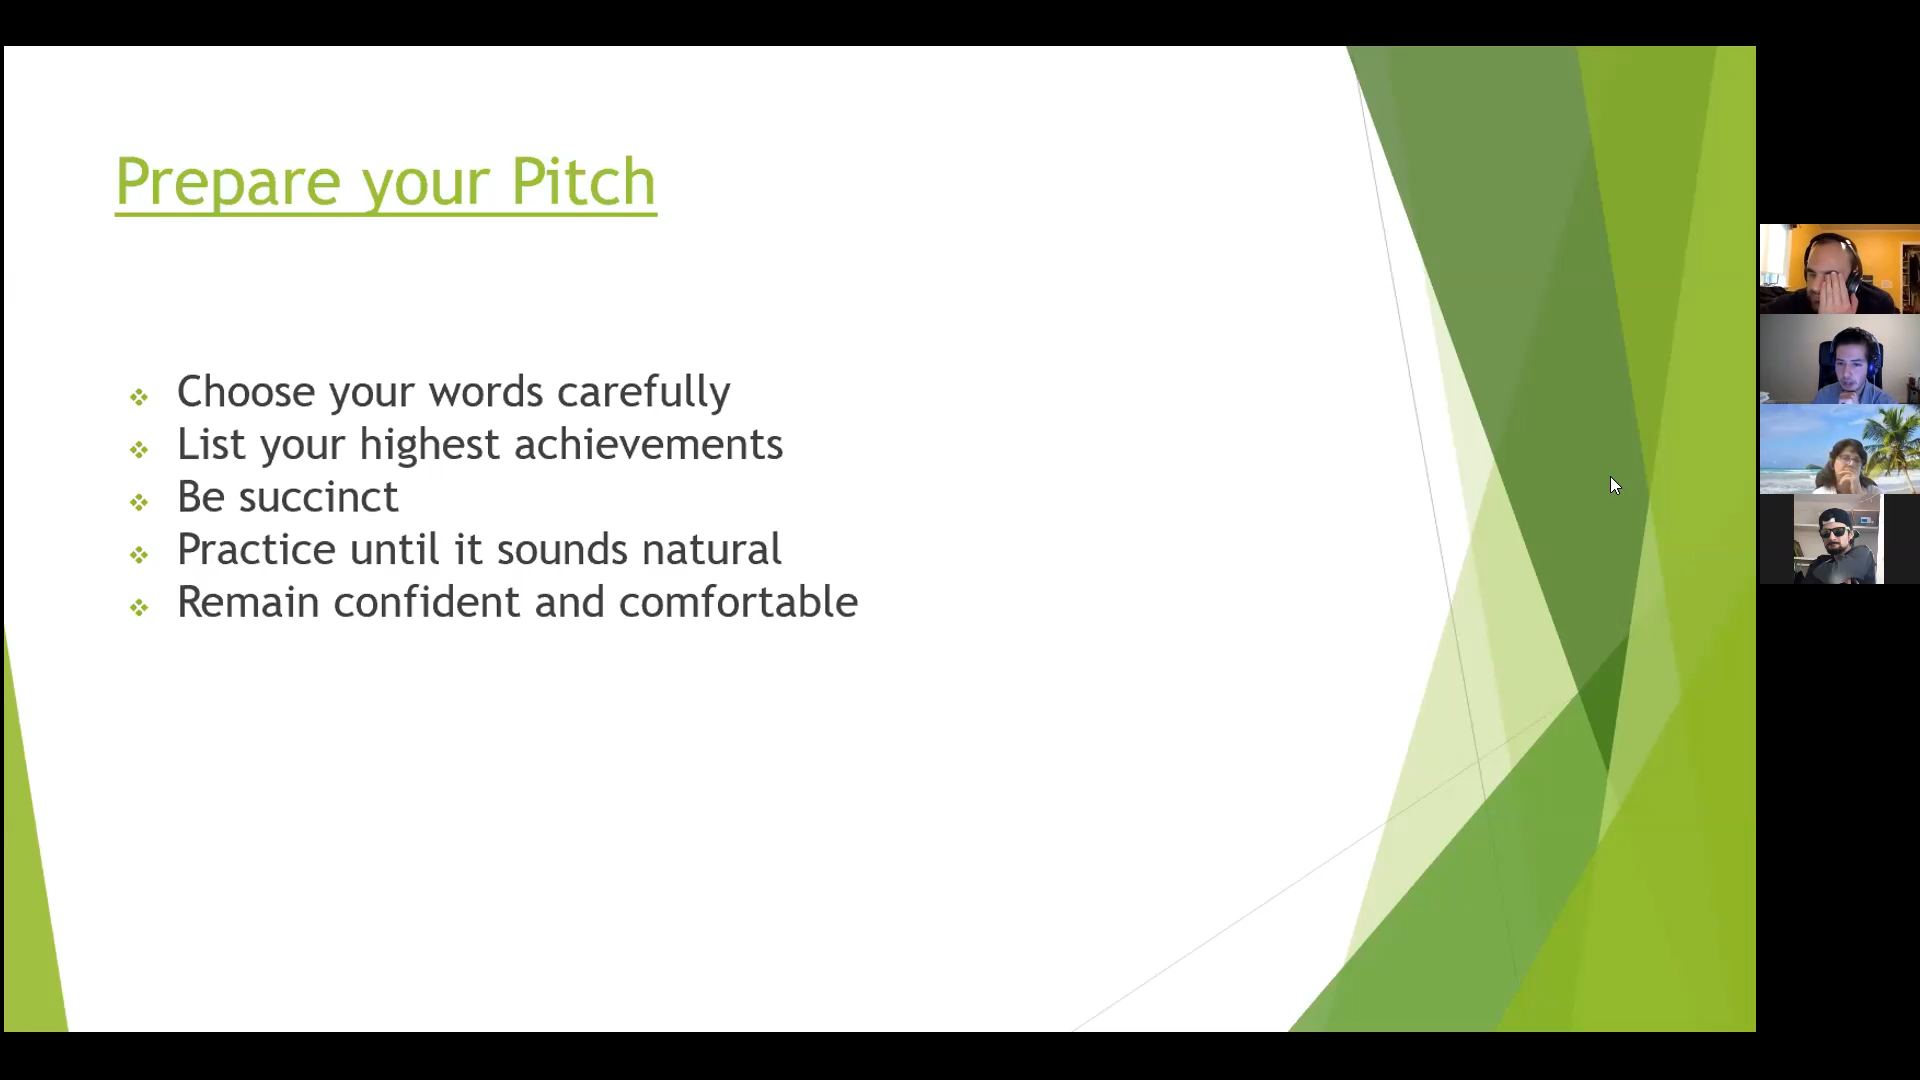 Prepare your Pitch
Choose your words carefully
List your highest achievements
Be succinct
Practice until it sounds natural
Remain confident and comfortable